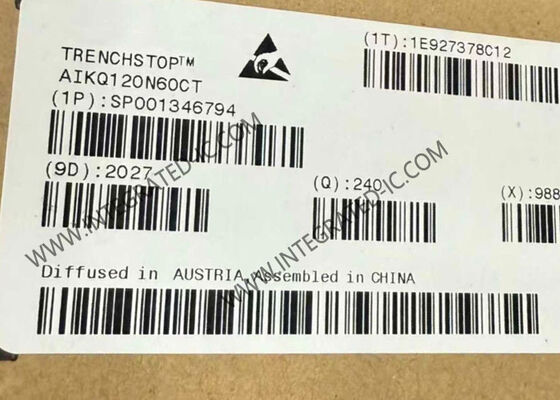 TRENCHSTOP™
AIKQ120N60CT
(1P):SP001346794
(1T):1E927378C12
(9D):2027
(Q):240
(X):988
Diffused in AUSTRIA, Assembled in CHINA
WWW.INTEGRATED-IC.COM
WWW.INTEGRATED-IC.COM